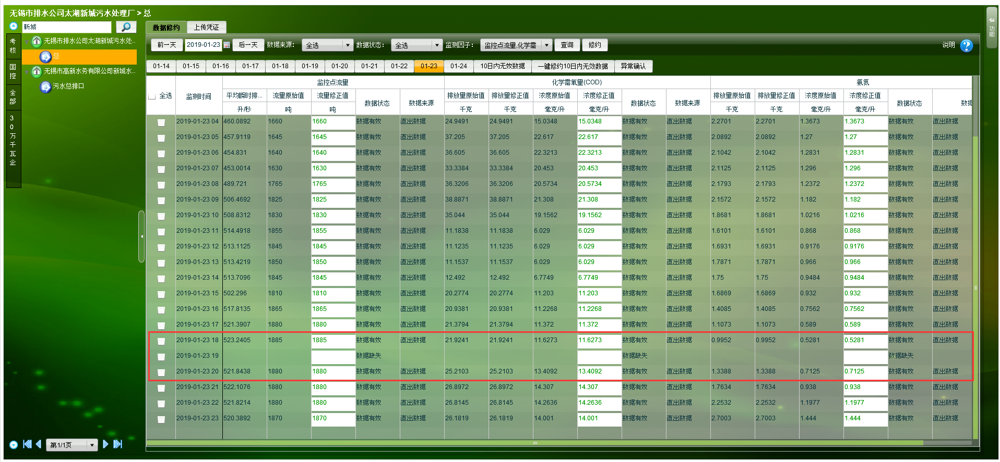 无锡市排水公司太湖新城污水处理厂 > 总
新城
考核
国控
全部
30万千瓦企
无锡市排水公司太湖新城污水处...
总
无锡市高新水务有限公司新城水...
污水总排口
第1/1页
功能
数据修约 上传凭证
前一天 2019-01-23 后一天 数据来源： 全选 数据状态： 全选 监测因子： 监控点流量,化学需 查询 修约 说明 ?
01-14 01-15 01-16 01-17 01-18 01-19 01-20 01-21 01-22 01-23 01-24 10日内无效数据 一键修约10日内无效数据 异常确认
监控点流量 化学需氧量(COD) 氨氮
全选 监测时间 平均瞬时排... 流量原始值 流量修正值 数据状态 数据来源 排放量原始值 排放量修正值 浓度原始值 浓度修正值 数据状态 数据来源 排放量原始值 排放量修正值 浓度原始值 浓度修正值 数据状态 数据
升/秒 吨 吨 千克 千克 毫克/升 毫克/升 千克 千克 毫克/升 毫克/升
2019-01-23 04 460.0892 1660 1660 数据有效 直出数据 24.9491 24.9491 15.0348 15.0348 数据有效 直出数据 2.2701 2.2701 1.3673 1.3673 数据有效 直出数据
2019-01-23 05 457.9119 1645 1645 数据有效 直出数据 37.205 37.205 22.617 22.617 数据有效 直出数据 2.0892 2.0892 1.27 1.27 数据有效 直出数据
2019-01-23 06 454.831 1640 1640 数据有效 直出数据 36.605 36.605 22.3213 22.3213 数据有效 直出数据 2.1042 2.1042 1.2831 1.2831 数据有效 直出数据
2019-01-23 07 453.0014 1630 1630 数据有效 直出数据 33.3384 33.3384 20.453 20.453 数据有效 直出数据 2.1125 2.1125 1.296 1.296 数据有效 直出数据
2019-01-23 08 489.721 1765 1765 数据有效 直出数据 36.3206 36.3206 20.5734 20.5734 数据有效 直出数据 2.1793 2.1793 1.2372 1.2372 数据有效 直出数据
2019-01-23 09 506.4692 1825 1825 数据有效 直出数据 38.8871 38.8871 21.308 21.308 数据有效 直出数据 2.1572 2.1572 1.182 1.182 数据有效 直出数据
2019-01-23 10 508.8312 1830 1830 数据有效 直出数据 35.044 35.044 19.1562 19.1562 数据有效 直出数据 1.8681 1.8681 1.0216 1.0216 数据有效 直出数据
2019-01-23 11 514.4918 1855 1855 数据有效 直出数据 11.1838 11.1838 6.029 6.029 数据有效 直出数据 1.6101 1.6101 0.868 0.868 数据有效 直出数据
2019-01-23 12 513.1125 1845 1845 数据有效 直出数据 11.1235 11.1235 6.029 6.029 数据有效 直出数据 1.6931 1.6931 0.9176 0.9176 数据有效 直出数据
2019-01-23 13 513.4219 1850 1850 数据有效 直出数据 11.1537 11.1537 6.029 6.029 数据有效 直出数据 1.7871 1.7871 0.966 0.966 数据有效 直出数据
2019-01-23 14 513.7096 1845 1845 数据有效 直出数据 12.492 12.492 6.7749 6.7749 数据有效 直出数据 1.75 1.75 0.9484 0.9484 数据有效 直出数据
2019-01-23 15 502.296 1810 1810 数据有效 直出数据 20.2774 20.2774 11.203 11.203 数据有效 直出数据 1.6869 1.6869 0.932 0.932 数据有效 直出数据
2019-01-23 16 517.8135 1865 1865 数据有效 直出数据 20.9381 20.9381 11.2268 11.2268 数据有效 直出数据 1.4085 1.4085 0.7562 0.7562 数据有效 直出数据
2019-01-23 17 521.3907 1880 1880 数据有效 直出数据 21.3794 21.3794 11.372 11.372 数据有效 直出数据 1.1073 1.1073 0.589 0.589 数据有效 直出数据
2019-01-23 18 523.2405 1885 1885 数据有效 直出数据 21.9241 21.9241 11.6273 11.6273 数据有效 直出数据 0.9952 0.9952 0.5281 0.5281 数据有效 直出数据
2019-01-23 19 数据缺失 数据缺失 数据缺失
2019-01-23 20 521.8438 1880 1880 数据有效 直出数据 25.2103 25.2103 13.4092 13.4092 数据有效 直出数据 1.3388 1.3388 0.7125 0.7125 数据有效 直出数据
2019-01-23 21 522.1076 1880 1880 数据有效 直出数据 26.8972 26.8972 14.307 14.307 数据有效 直出数据 1.7634 1.7634 0.938 0.938 数据有效 直出数据
2019-01-23 22 521.8214 1880 1880 数据有效 直出数据 26.8145 26.8145 14.2636 14.2636 数据有效 直出数据 2.2532 2.2532 1.1977 1.1977 数据有效 直出数据
2019-01-23 23 520.3892 1870 1870 数据有效 直出数据 26.1819 26.1819 14.001 14.001 数据有效 直出数据 2.7003 2.7003 1.444 1.444 数据有效 直出数据